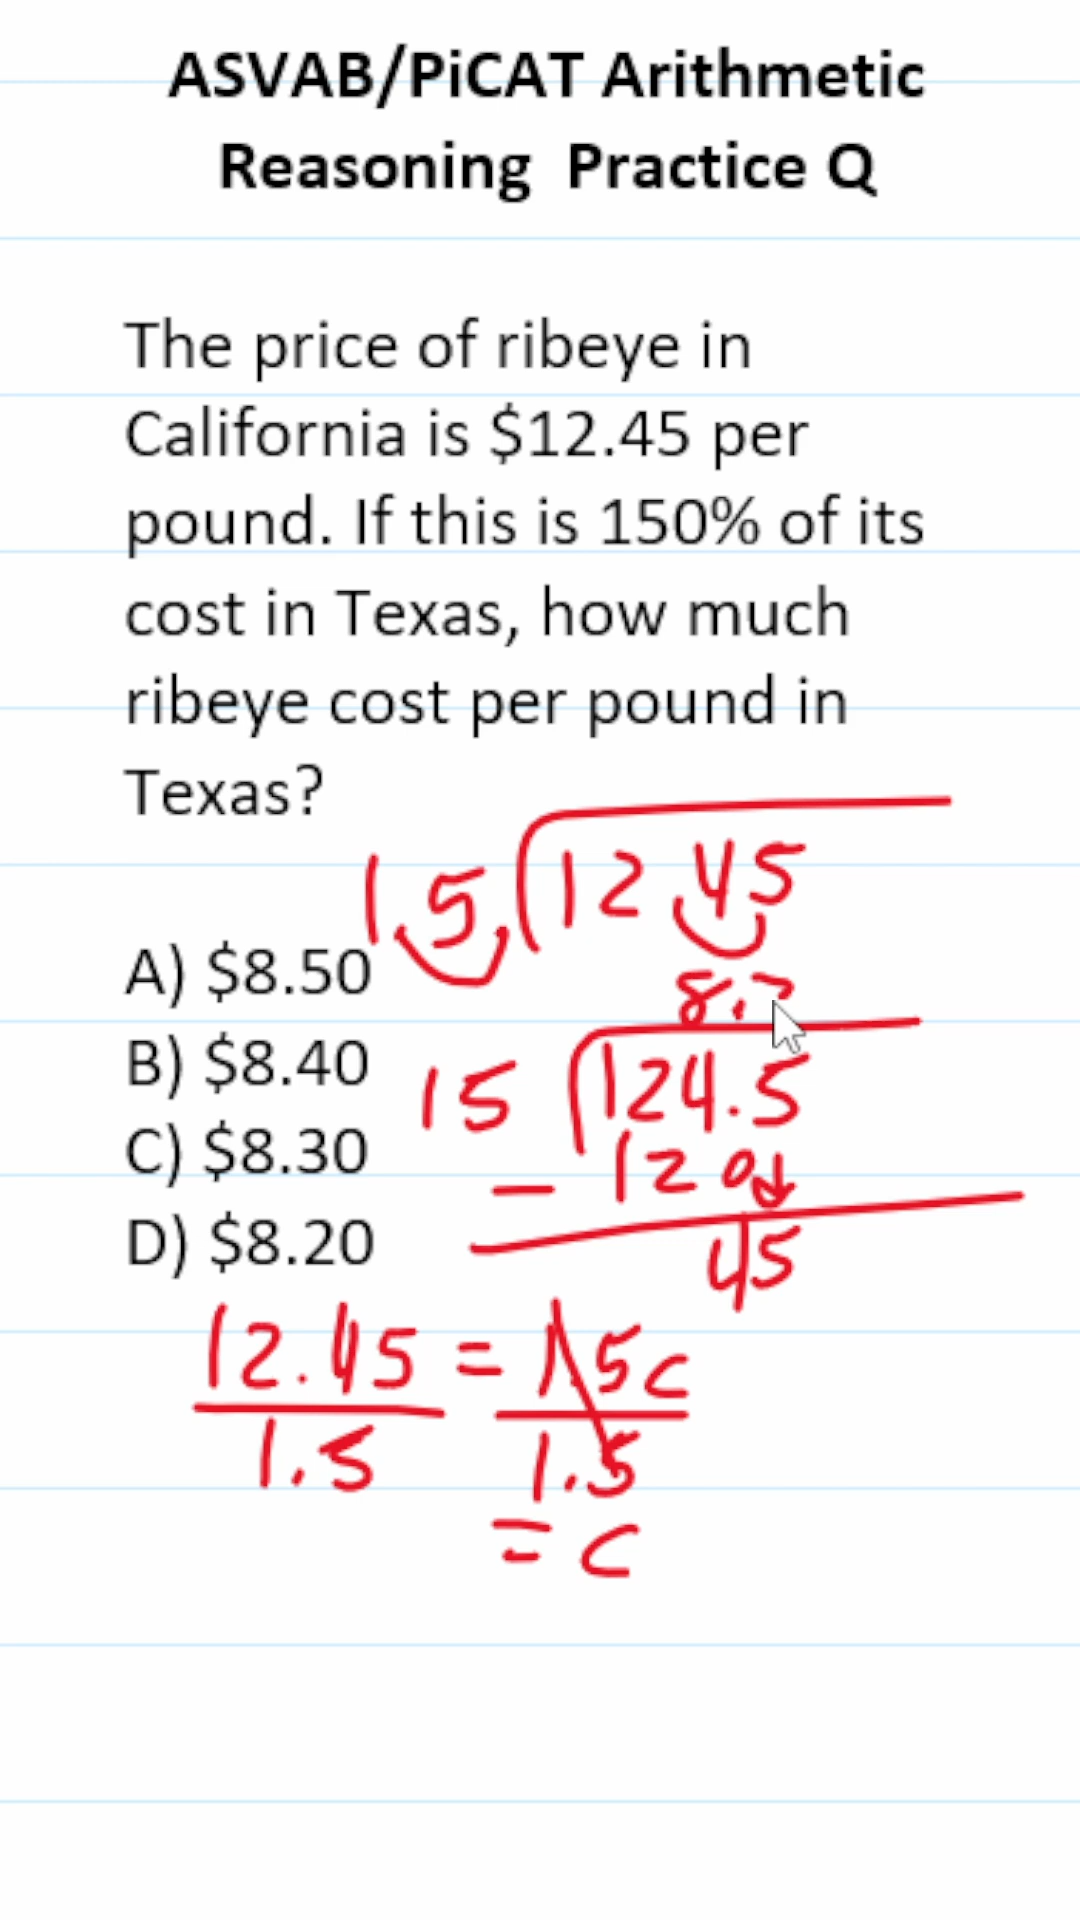 ASVAB/PiCAT Arithmetic
Reasoning Practice Q
The price of ribeye in
California is $12.45 per
pound. If this is 150% of its
cost in Texas, how much
ribeye cost per pound in
Texas?
1.5. 12.45
A) $8.50
8.
B) $8.40
15 124.5
C) $8.30
- 120
D) $8.20
45
12.45 = 1.5c
1.5 1.5
= c